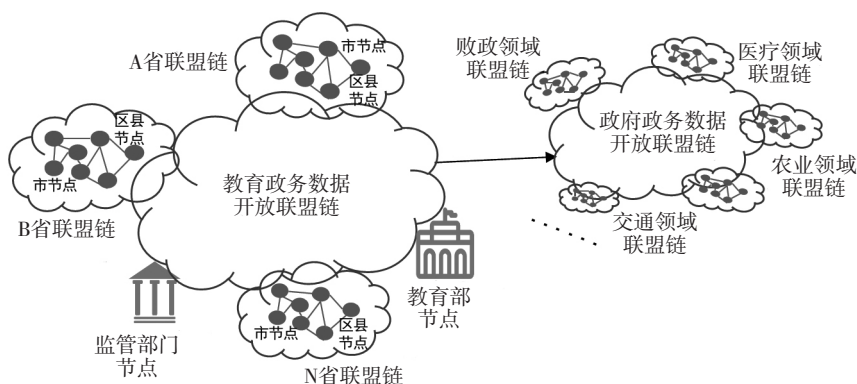 A省联盟链
市节点
区县
节点
区县
节点
市节点
B省联盟链
教育政务数据
开放联盟链
监管部门
节点
教育部
节点
市节点
区县
节点
N省联盟链
败政领域
联盟链
医疗领域
联盟链
政府政务数据
开放联盟链
农业领域
联盟链
交通领域
联盟链